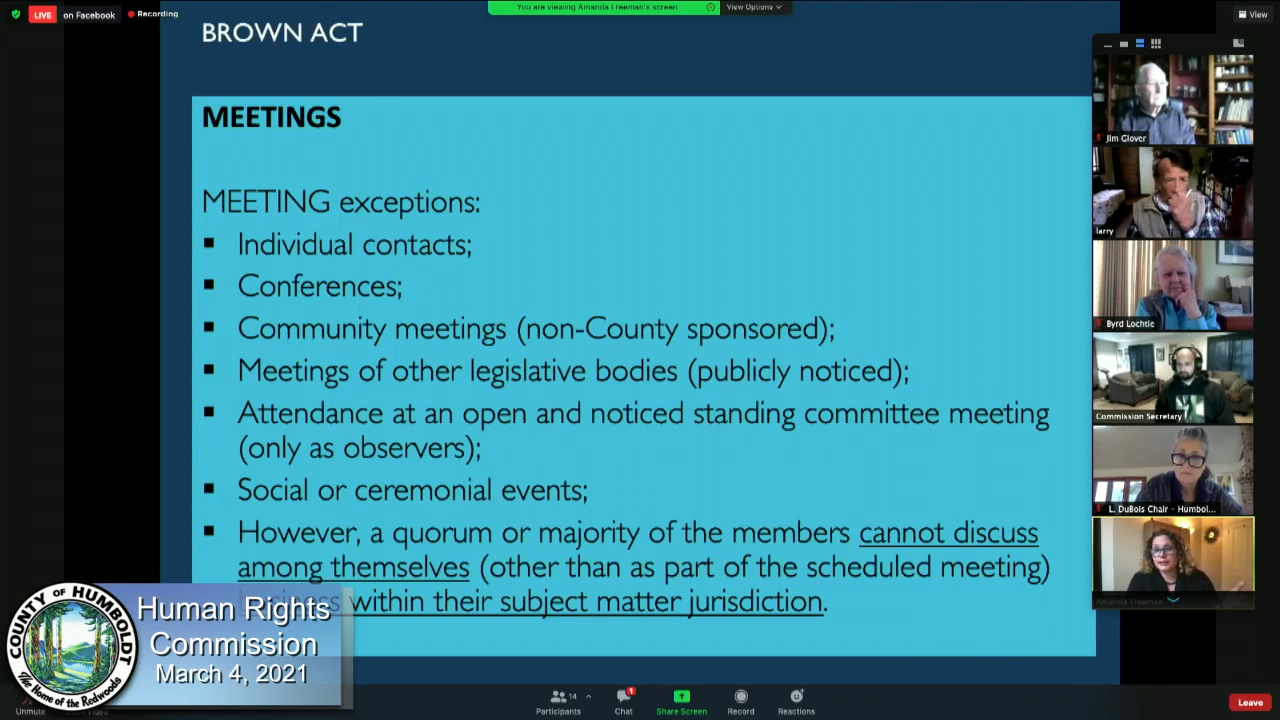 LIVE on Facebook
Recording
You are viewing Amanda Freeman's screen
View Options
View
BROWN ACT
MEETINGS
MEETING exceptions:
Individual contacts;
Conferences;
Community meetings (non-County sponsored);
Meetings of other legislative bodies (publicly noticed);
Attendance at an open and noticed standing committee meeting
(only as observers);
Social or ceremonial events;
However, a quorum or majority of the members cannot discuss
among themselves (other than as part of the scheduled meeting)
within their subject matter jurisdiction.
Jim Glover
larry
Byrd Lochtie
Commission Secretary
L. DuBois Chair - Humbol...
Amanda Freeman
COUNTY OF HUMBOLDT
The Home of the Redwoods
Human Rights
Commission
March 4, 2021
Unmute
Participants
14
Chat
1
Share Screen
Record
Reactions
Leave